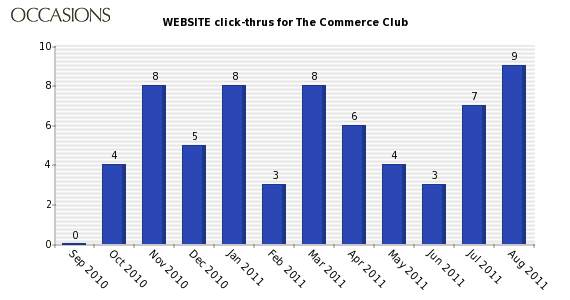 OCCASIONS
WEBSITE click-thrus for The Commerce Club
10
8
6
4
2
0
0
4
8
5
8
3
8
6
4
3
7
9
Sep 2010
Oct 2010
Nov 2010
Dec 2010
Jan 2011
Feb 2011
Mar 2011
Apr 2011
May 2011
Jun 2011
Jul 2011
Aug 2011